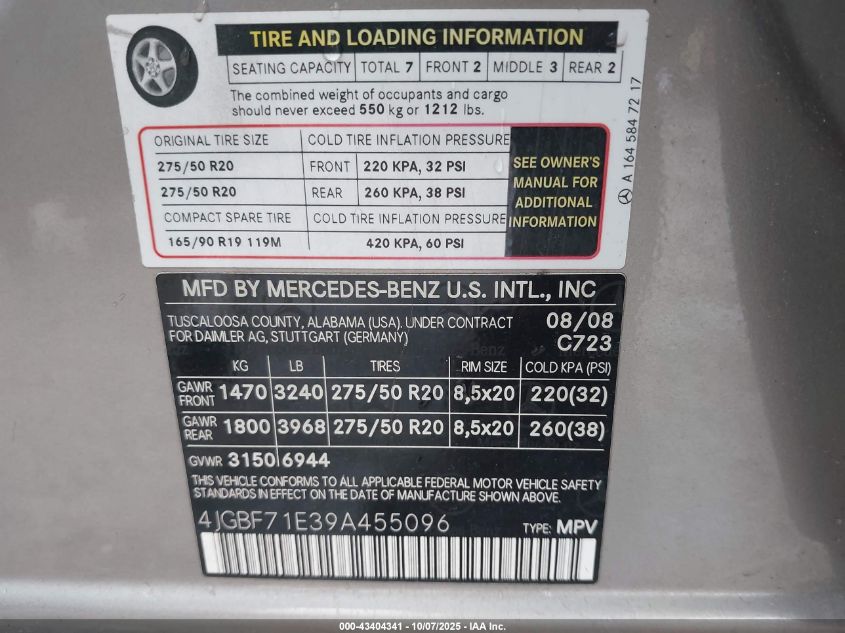 TIRE AND LOADING INFORMATION
SEATING CAPACITY TOTAL 7 FRONT 2 MIDDLE 3 REAR 2
The combined weight of occupants and cargo
should never exceed 550 kg or 1212 lbs.
ORIGINAL TIRE SIZE COLD TIRE INFLATION PRESSURE
275/50 R20 FRONT 220 KPA, 32 PSI
275/50 R20 REAR 260 KPA, 38 PSI
COMPACT SPARE TIRE COLD TIRE INFLATION PRESSURE
165/90 R19 119M 420 KPA, 60 PSI
SEE OWNER'S
MANUAL FOR
ADDITIONAL
INFORMATION
A 164 584 72 17
MFD BY MERCEDES-BENZ U.S. INTL., INC
TUSCALOOSA COUNTY, ALABAMA (USA). UNDER CONTRACT 08/08
FOR DAIMLER AG, STUTTGART (GERMANY) C723
KG LB TIRES RIM SIZE COLD KPA (PSI)
GAWR FRONT 1470 3240 275/50 R20 8,5x20 220(32)
GAWR REAR 1800 3968 275/50 R20 8,5x20 260(38)
GVWR 3150 6944
THIS VEHICLE CONFORMS TO ALL APPLICABLE FEDERAL MOTOR VEHICLE SAFETY
STANDARDS IN EFFECT ON THE DATE OF MANUFACTURE SHOWN ABOVE.
4JGBF71E39A455096 TYPE: MPV
000-43404341 | 10/07/2025 - IAA Inc.